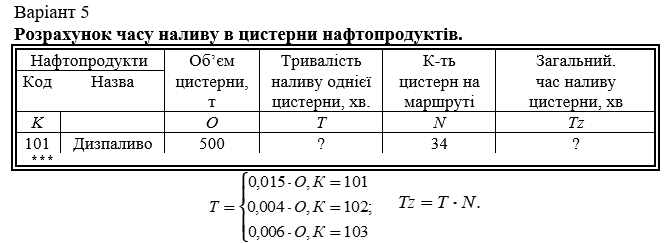 Варіант 5
Розрахунок часу наливу в цистерни нафтопродуктів.
Нафтопродукти Об’єм Тривалість К-ть Загальний.
Код Назва цистерни, наливу однієї цистерн на час наливу
т цистерни, хв. маршруті цистерни, хв
K O T N Tz
101 Дизпаливо 500 ? 34 ?
***
0,015·O, K = 101
T = 0,004·O, K = 102; Tz = T · N.
0,006·O, K = 103